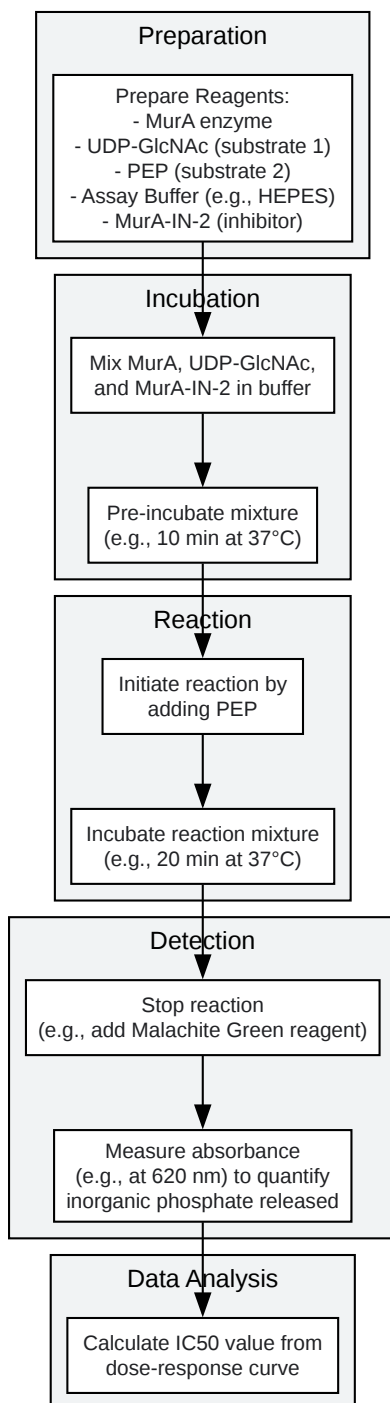 Preparation
Prepare Reagents:
- MurA enzyme
- UDP-GlcNAc (substrate 1)
- PEP (substrate 2)
- Assay Buffer (e.g., HEPES)
- MurA-IN-2 (inhibitor)
Incubation
Mix MurA, UDP-GlcNAc,
and MurA-IN-2 in buffer
Pre-incubate mixture
(e.g., 10 min at 37°C)
Reaction
Initiate reaction by
adding PEP
Incubate reaction mixture
(e.g., 20 min at 37°C)
Detection
Stop reaction
(e.g., add Malachite Green reagent)
Measure absorbance
(e.g., at 620 nm) to quantify
inorganic phosphate released
Data Analysis
Calculate IC50 value from
dose-response curve